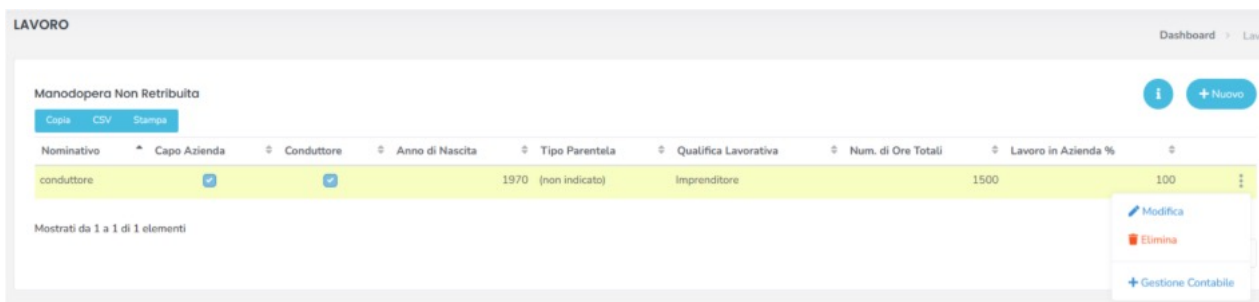 LAVORO
Dashboard > Lav
Manodopera Non Retribuita
i
+ Nuovo
Copia CSV Stampa
Nominativo Capo Azienda Conduttore Anno di Nascita Tipo Parentela Qualifica Lavorativa Num. di Ore Totali Lavoro in Azienda %
conduttore 1970 (non indicato) Imprenditore 1500 100
Modifica
Mostrati da 1 a 1 di 1 elementi
Elimina
+ Gestione Contabile